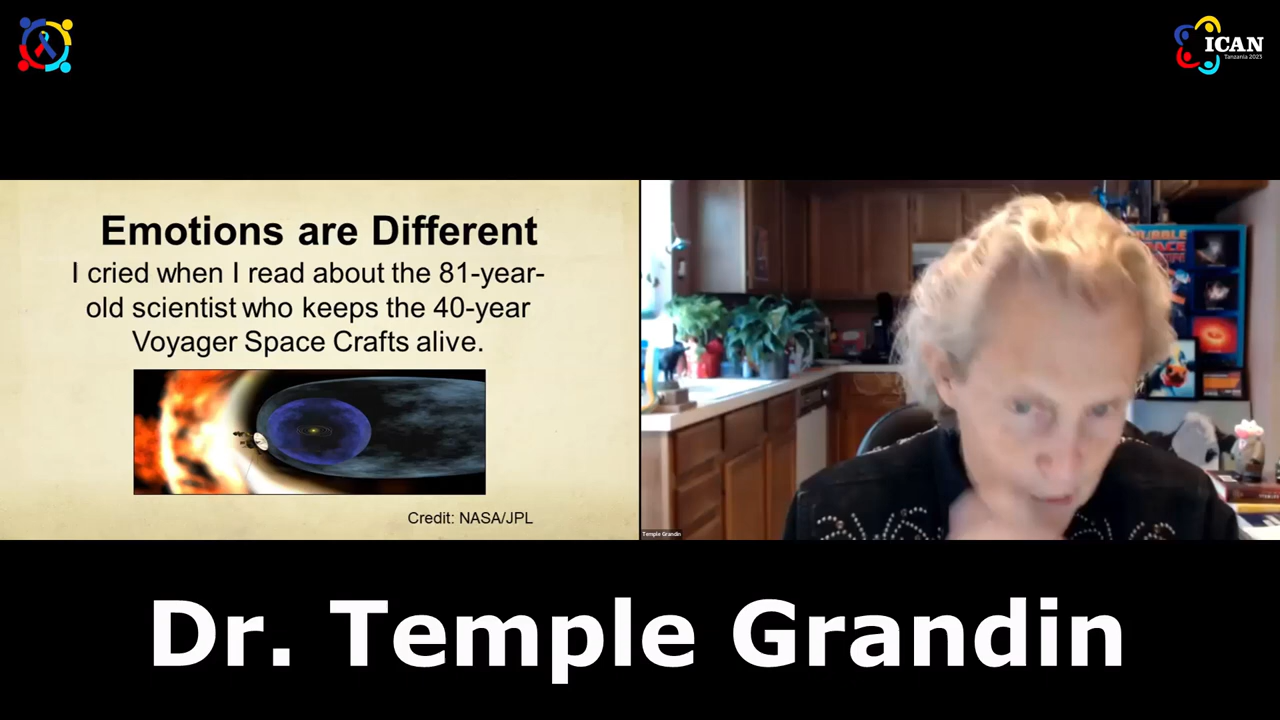 ICAN
Tanzania 2023
Emotions are Different
I cried when I read about the 81-year-
old scientist who keeps the 40-year
Voyager Space Crafts alive.
Credit: NASA/JPL
Temple Grandin
Dr. Temple Grandin